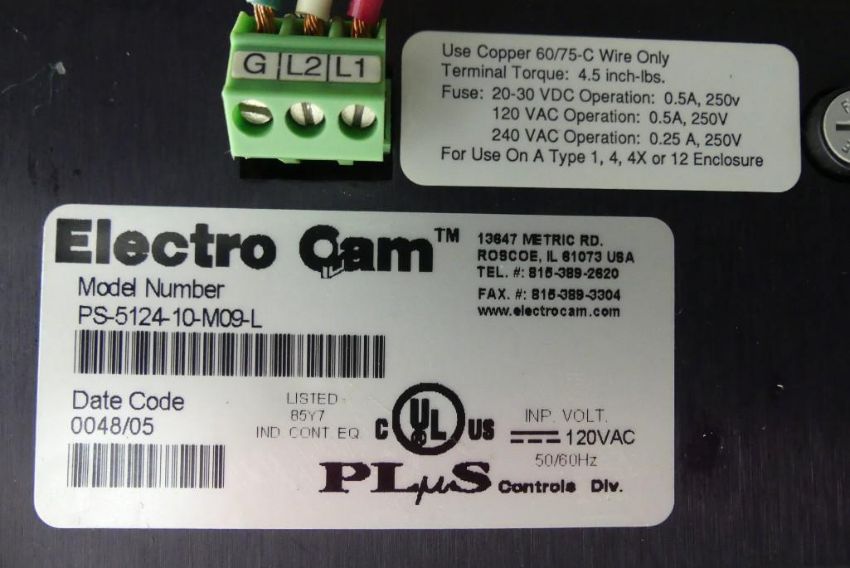 G L2 L1
Use Copper 60/75-C Wire Only
Terminal Torque: 4.5 inch-lbs.
Fuse: 20-30 VDC Operation: 0.5A, 250v
120 VAC Operation: 0.5A, 250V
240 VAC Operation: 0.25 A, 250V
For Use On A Type 1, 4, 4X or 12 Enclosure
Electro Cam™
13647 METRIC RD.
ROSCOE, IL 61073 USA
TEL. #: 815-389-2620
FAX. #: 815-389-3304
www.electrocam.com
Model Number
PS-5124-10-M09-L
Date Code
0048/05
LISTED
85Y7
IND. CONT. EQ.
C UL US
INP. VOLT.
120VAC
50/60Hz
PLµS Controls Div.